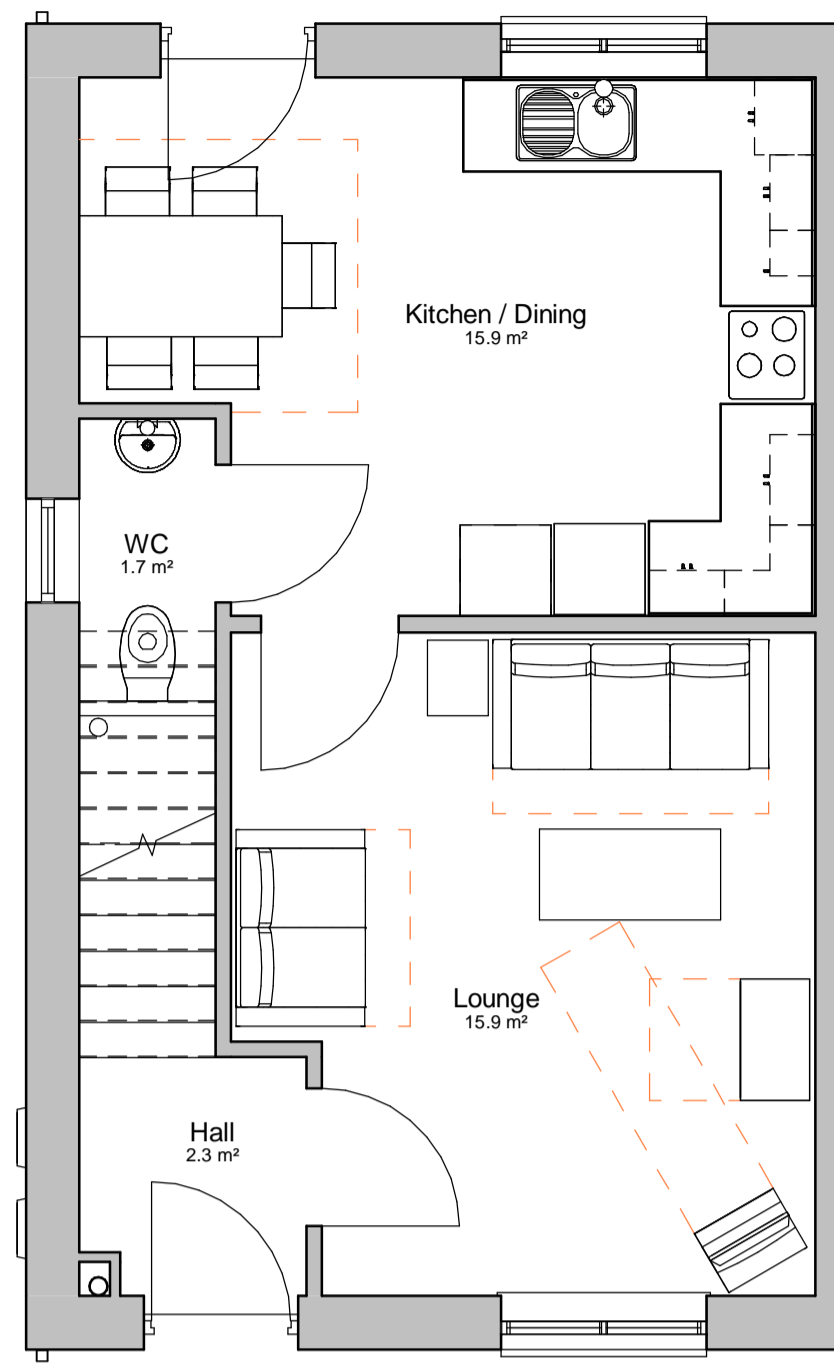 Kitchen / Dining
15.9 m²
WC
1.7 m²
Lounge
15.9 m²
Hall
2.3 m²